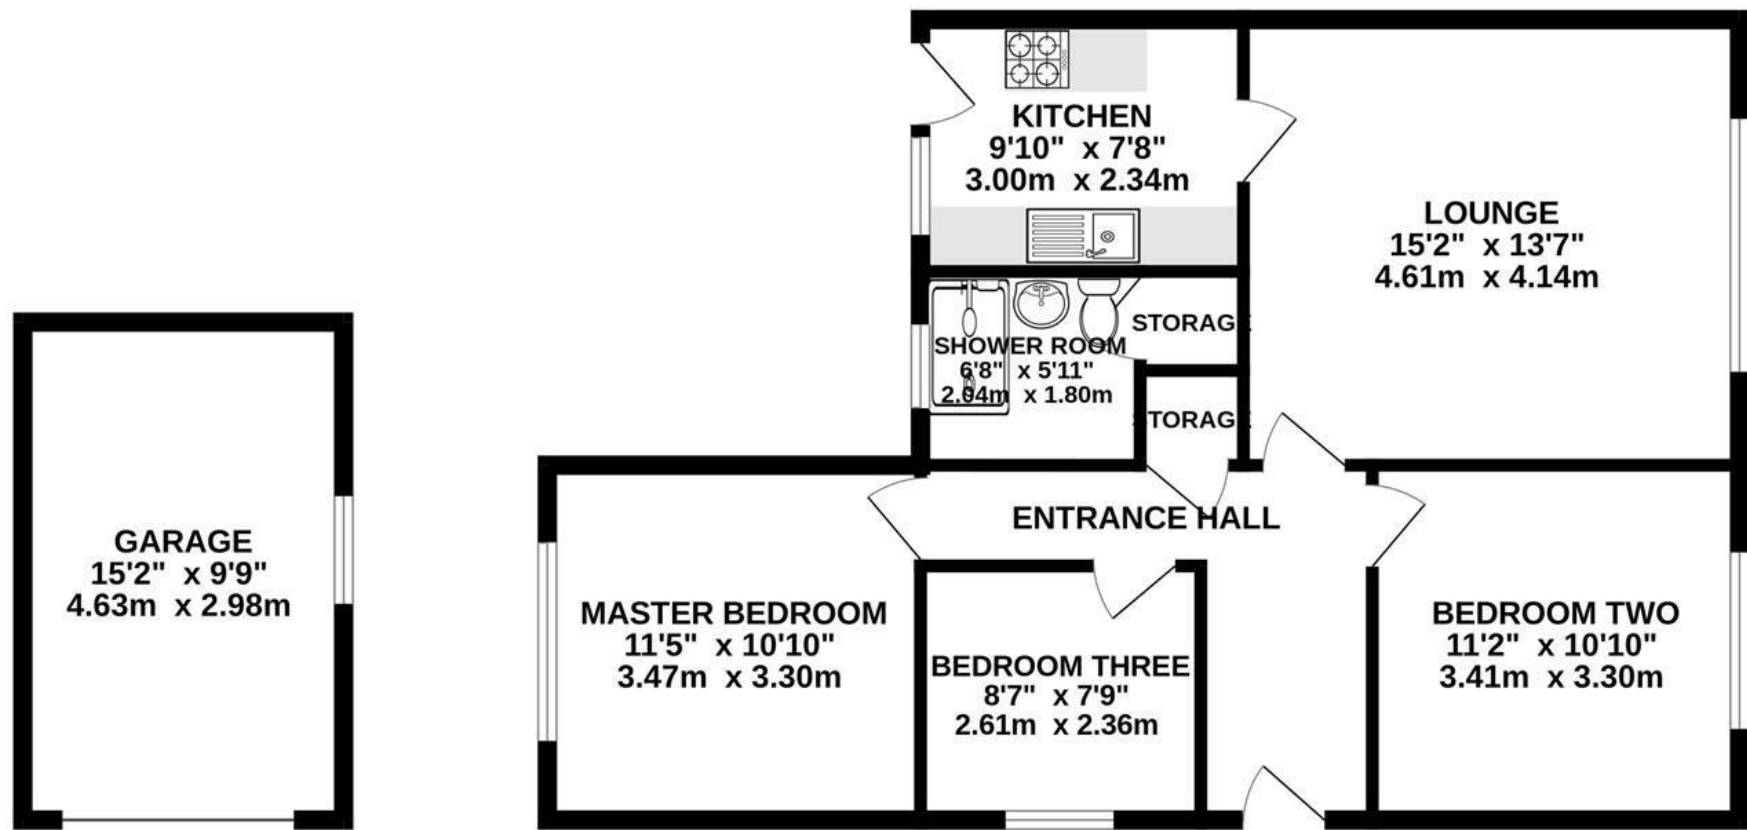 KITCHEN
9'10" x 7'8"
3.00m x 2.34m
LOUNGE
15'2" x 13'7"
4.61m x 4.14m
STORAGE
SHOWER ROOM
6'8" x 5'11"
2.04m x 1.80m
STORAGE
ENTRANCE HALL
GARAGE
15'2" x 9'9"
4.63m x 2.98m
MASTER BEDROOM
11'5" x 10'10"
3.47m x 3.30m
BEDROOM THREE
8'7" x 7'9"
2.61m x 2.36m
BEDROOM TWO
11'2" x 10'10"
3.41m x 3.30m